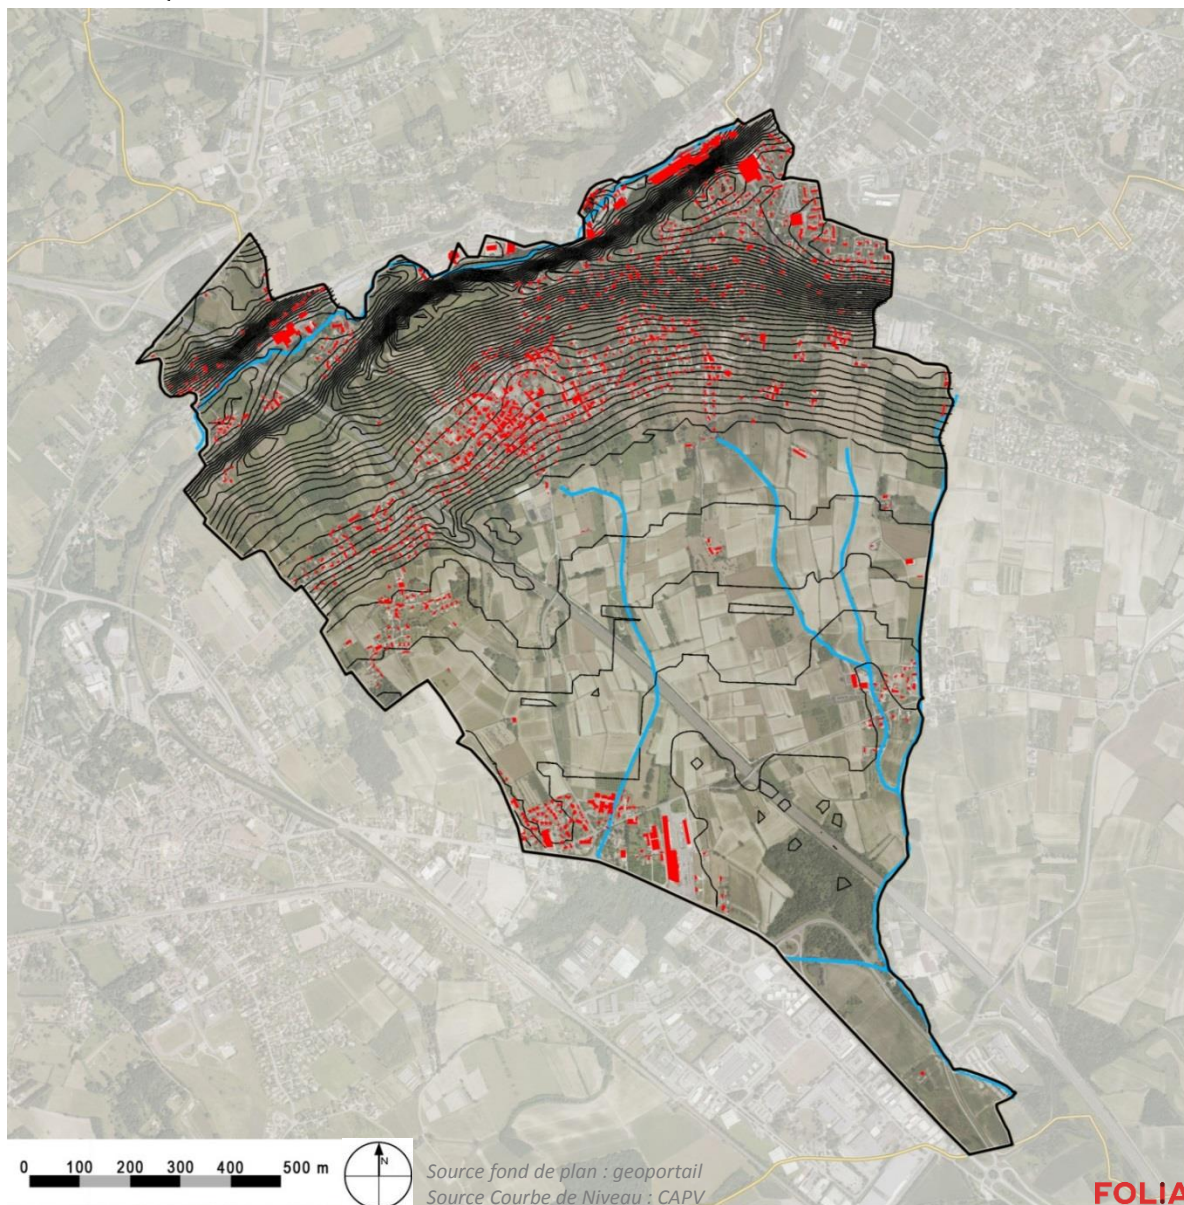 0 100 200 300 400 500 m
N
Source fond de plan : geoportail
Source Courbe de Niveau : CAPV
FOLIA